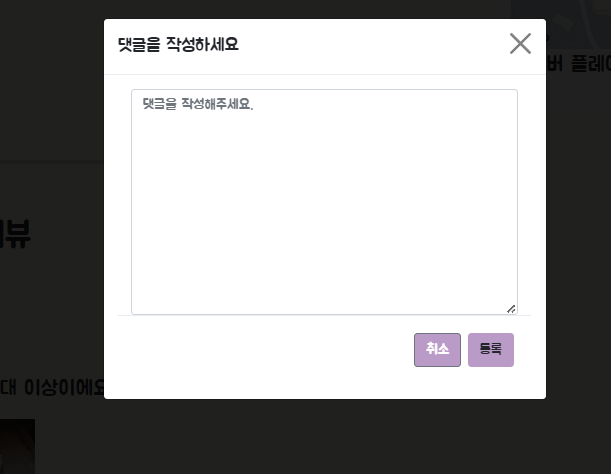 댓글을 작성하세요
버 플레
댓글을 작성해주세요.
뷰
대 이상이에요
취소
등록